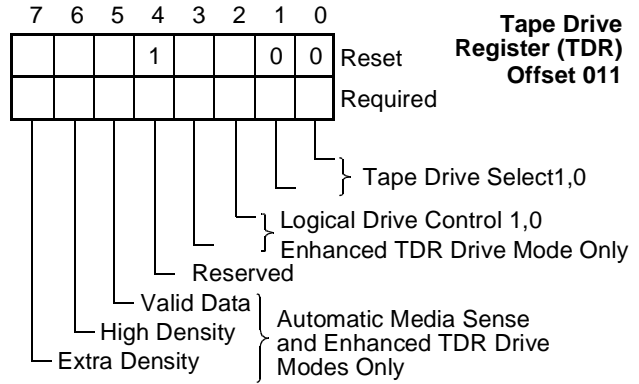 7 6 5 4 3 2 1 0
Tape Drive
Register (TDR)
Offset 011
1 0 0 Reset
Required
Tape Drive Select1,0
Logical Drive Control 1,0
Enhanced TDR Drive Mode Only
Reserved
Valid Data
High Density
Extra Density
Automatic Media Sense
and Enhanced TDR Drive
Modes Only